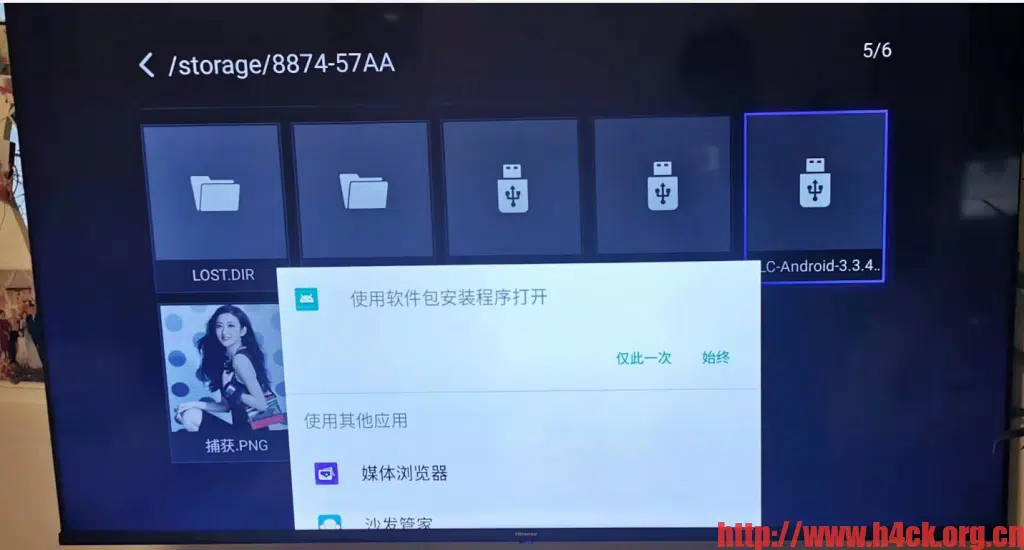 /storage/8874-57AA
5/6
LOST.DIR
LC-Android-3.3.4..
使用软件包安装程序打开
仅此一次
始终
使用其他应用
捕获.PNG
媒体浏览器
沙发管家
Hisense
http://www.h4ck.org.cn